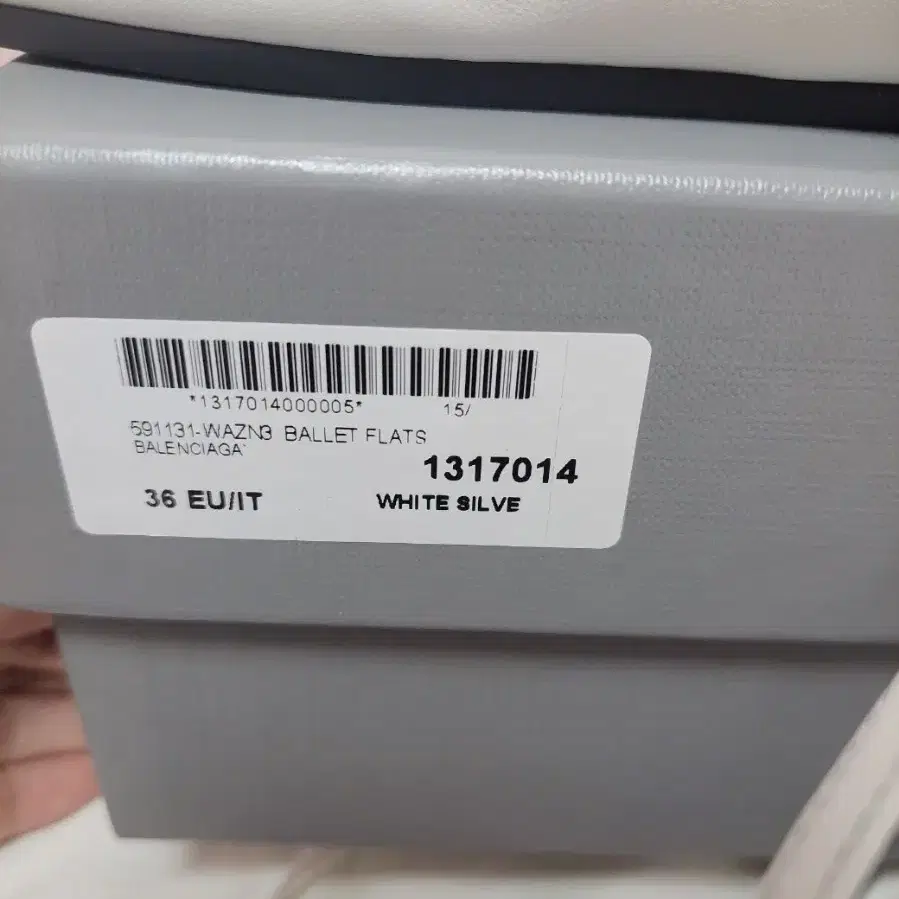 *1317014000005* 15/
591131-WAZN3 BALLET FLATS
BALENCIAGA'
1317014
36 EU/IT WHITE SILVE